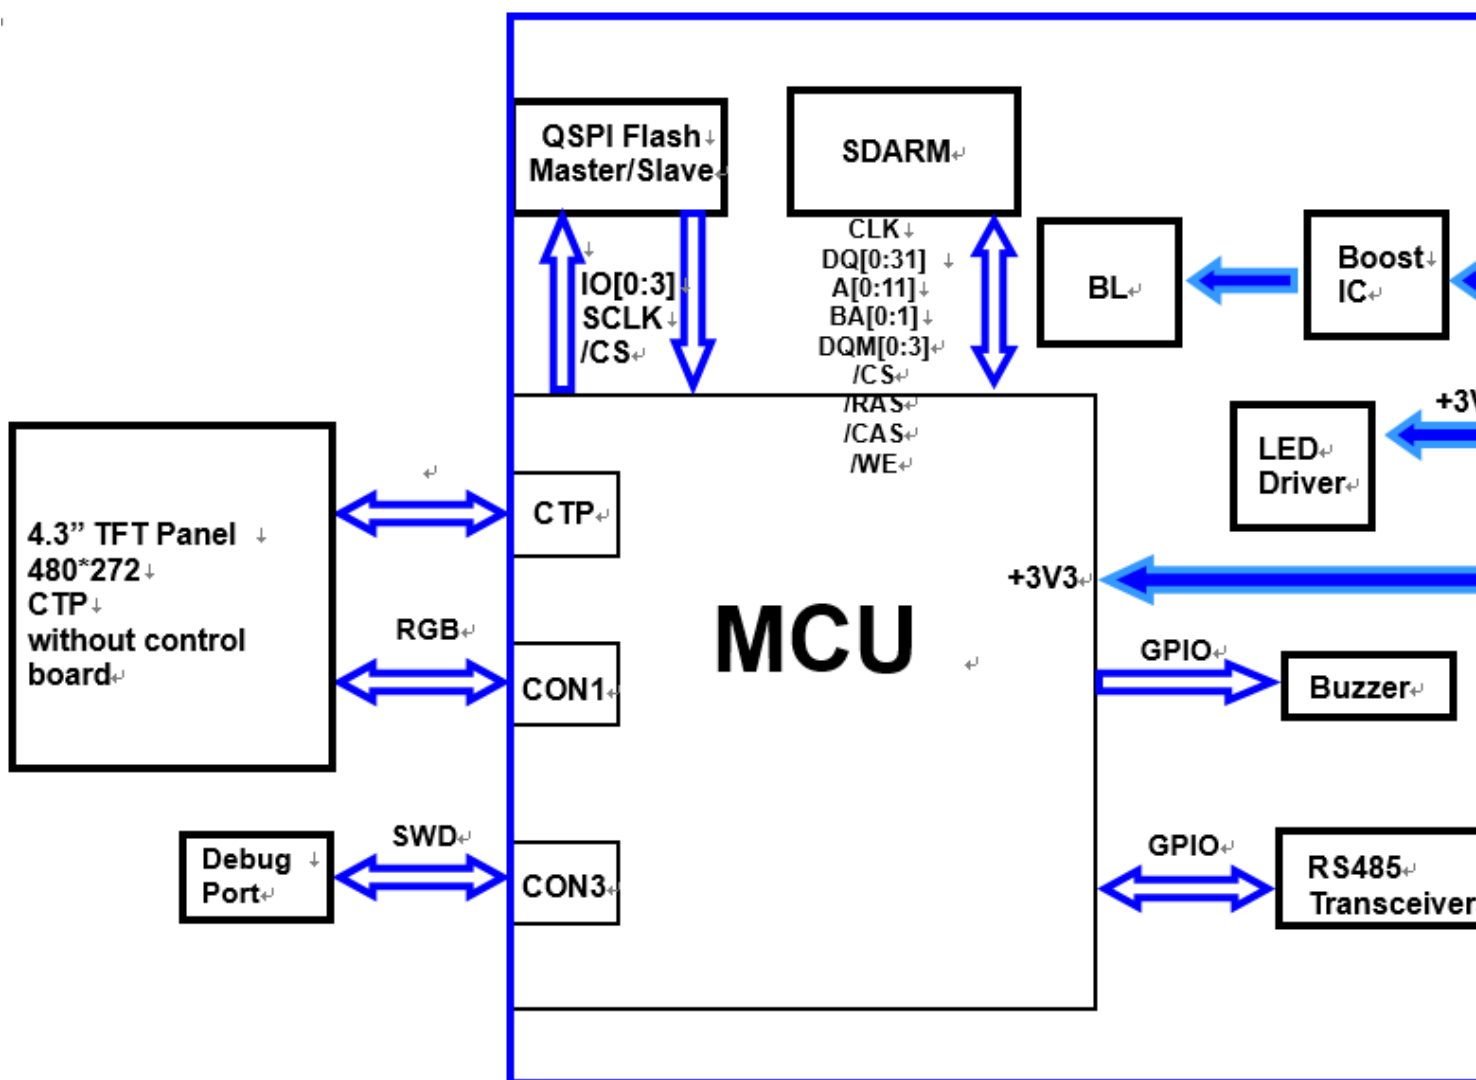 QSPI Flash
Master/Slave
SDARM
IO[0:3]
SCLK
/CS
CLK
DQ[0:31]
A[0:11]
BA[0:1]
DQM[0:3]
/CS
/RAS
/CAS
/WE
BL
Boost
IC
LED
Driver
4.3” TFT Panel
480*272
CTP
without control
board
CTP
RGB
CON1
MCU
+3V3
GPIO
Buzzer
SWD
Debug
Port
CON3
GPIO
RS485
Transceiver